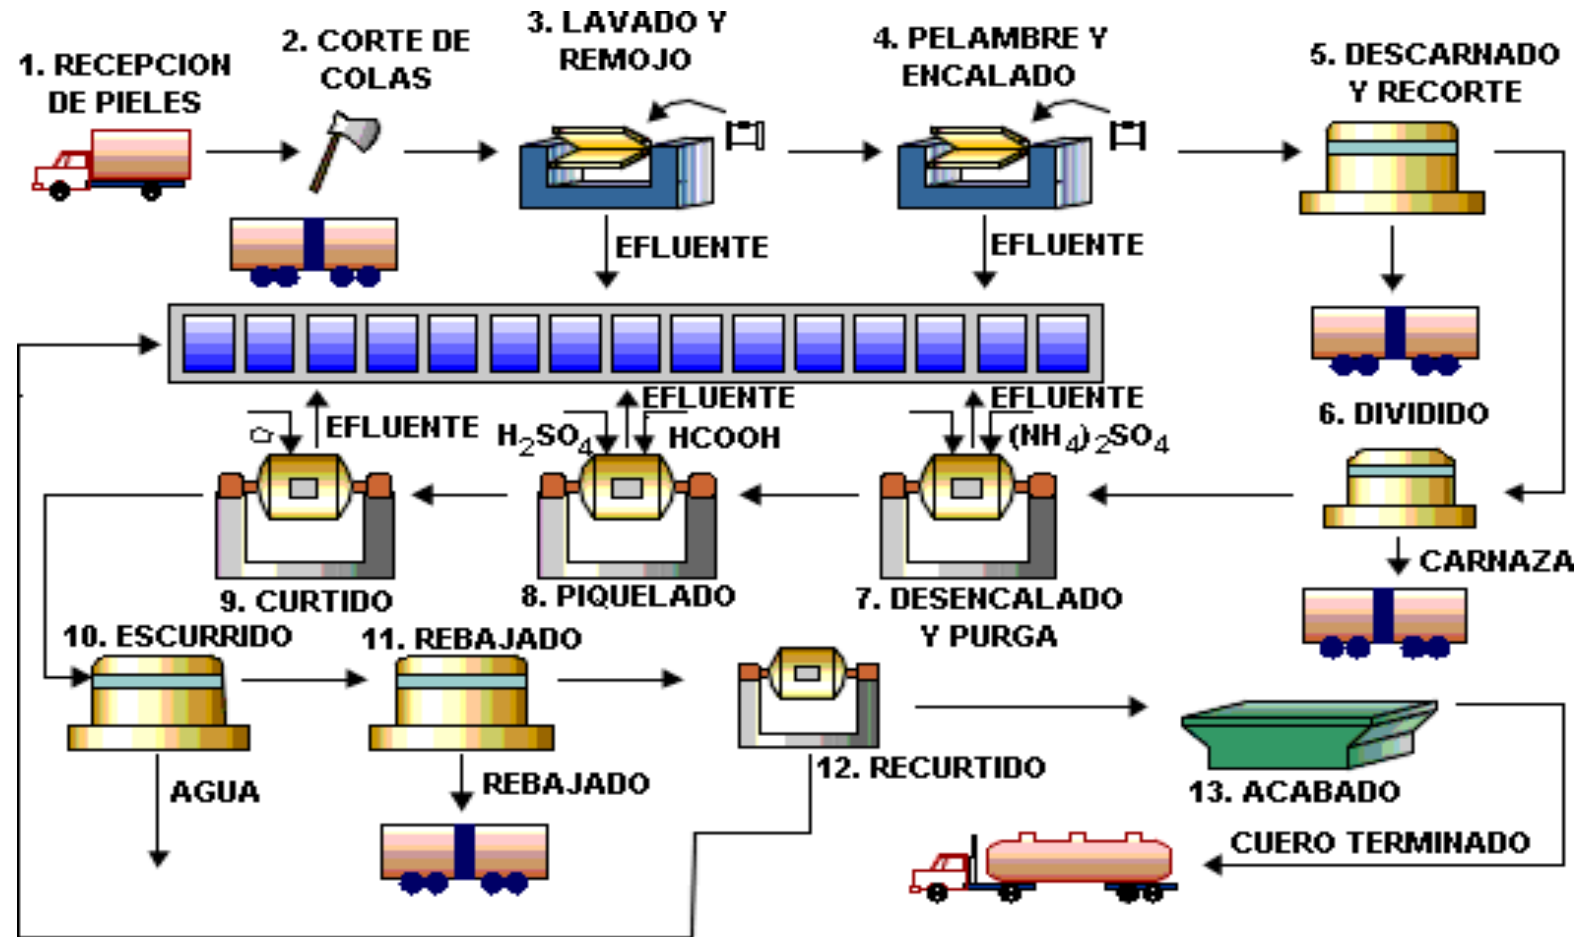 1. RECEPCION
DE PIELES
2. CORTE DE
COLAS
3. LAVADO Y
REMOJO
4. PELAMBRE Y
ENCALADO
5. DESCARNADO
Y RECORTE
EFLUENTE
EFLUENTE
EFLUENTE
EFLUENTE
EFLUENTE
H₂SO₄
HCOOH
(NH₄)₂SO₄
6. DIVIDIDO
CARNAZA
9. CURTIDO
8. PIQUELADO
7. DESENCALADO
Y PURGA
10. ESCURRIDO
11. REBAJADO
AGUA
REBAJADO
12. RECURTIDO
13. ACABADO
CUERO TERMINADO